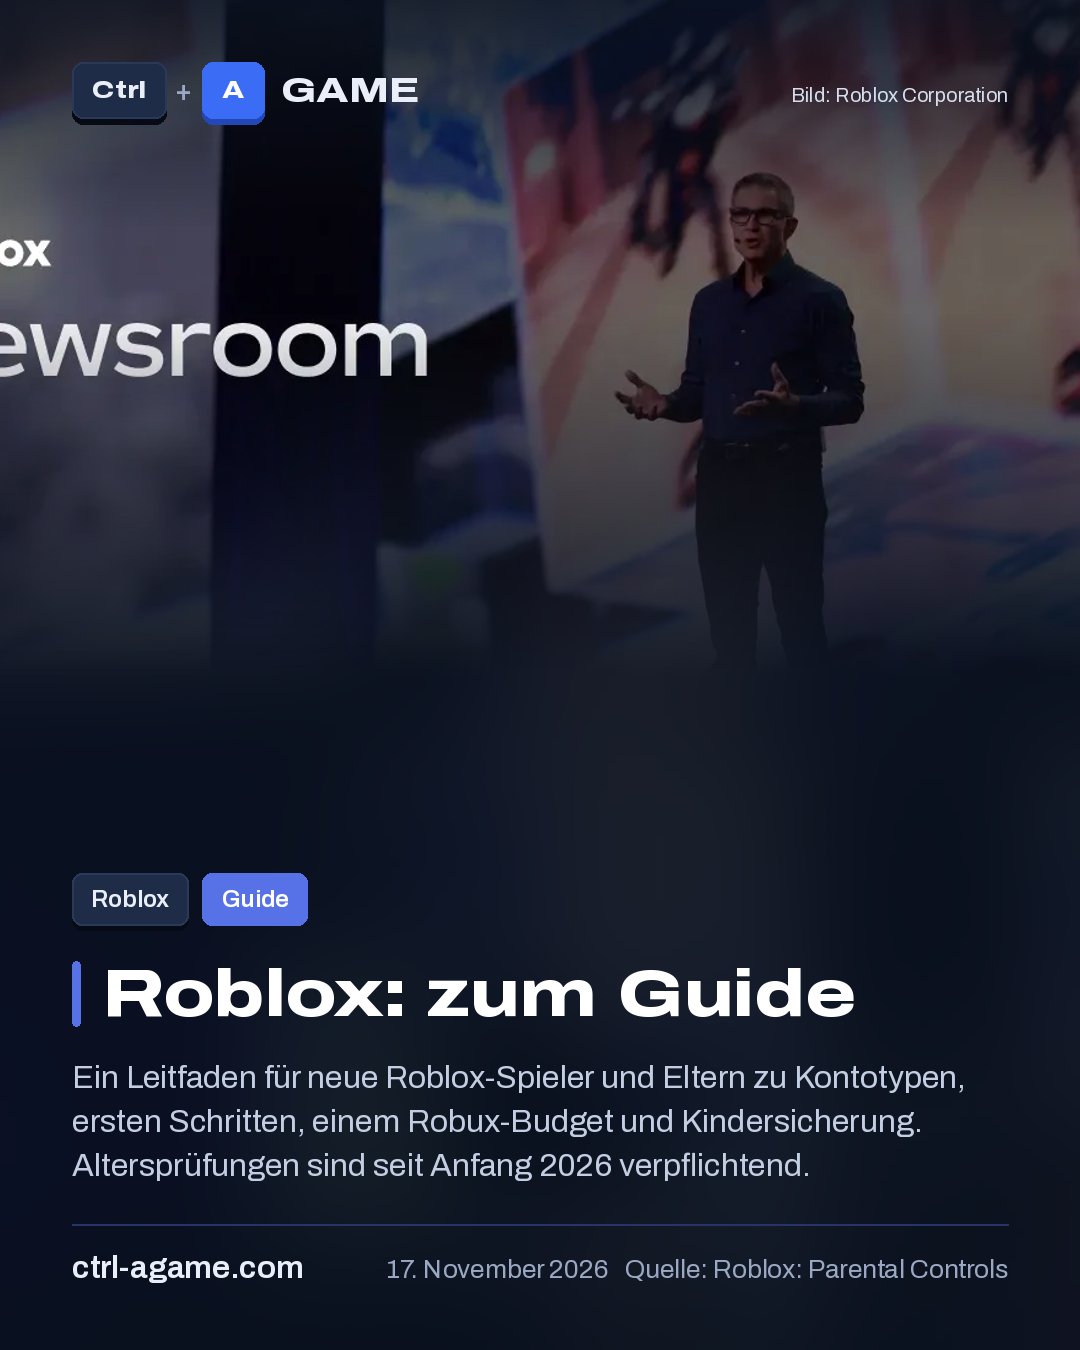 Ctrl + A GAME
Bild: Roblox Corporation
ox
ewsroom
Roblox Guide
Roblox: zum Guide
Ein Leitfaden für neue Roblox-Spieler und Eltern zu Kontotypen,
ersten Schritten, einem Robux-Budget und Kindersicherung.
Altersprüfungen sind seit Anfang 2026 verpflichtend.
ctrl-agame.com
17. November 2026 Quelle: Roblox: Parental Controls